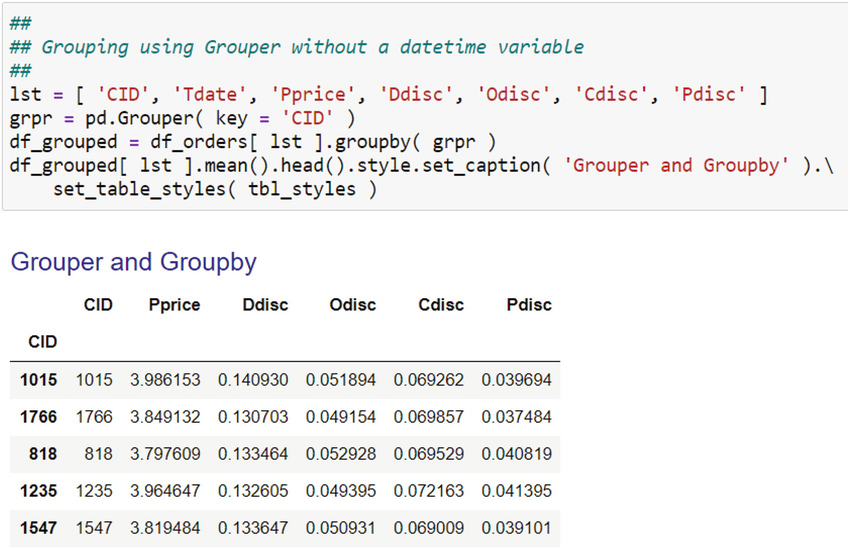 ##
## Grouping using Grouper without a datetime variable
##
lst = [ 'CID', 'Tdate', 'Pprice', 'Ddisc', 'Odisc', 'Cdisc', 'Pdisc' ]
grpr = pd.Grouper( key = 'CID' )
df_grouped = df_orders[ lst ].groupby( grpr )
df_grouped[ lst ].mean().head().style.set_caption( 'Grouper and Groupby' ).\
    set_table_styles( tbl_styles )
Grouper and Groupby
CID Pprice Ddisc Odisc Cdisc Pdisc
CID
1015 1015 3.986153 0.140930 0.051894 0.069262 0.039694
1766 1766 3.849132 0.130703 0.049154 0.069857 0.037484
818 818 3.797609 0.133464 0.052928 0.069529 0.040819
1235 1235 3.964647 0.132605 0.049395 0.072163 0.041395
1547 1547 3.819484 0.133647 0.050931 0.069009 0.039101